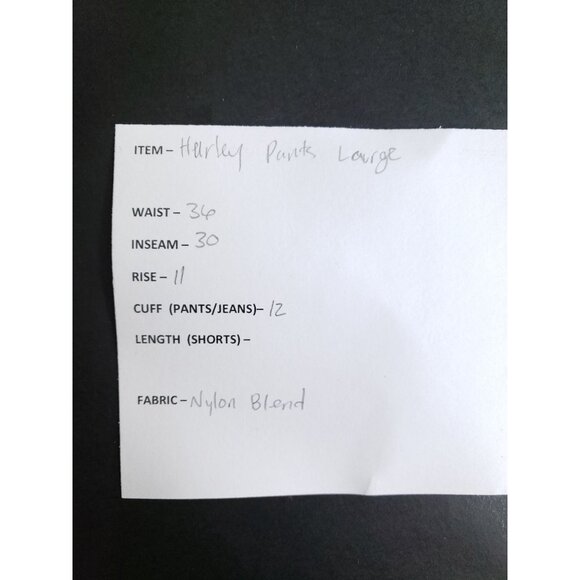 ITEM – Hurley Pants Large
WAIST – 36
INSEAM – 30
RISE – 11
CUFF (PANTS/JEANS)– 12
LENGTH (SHORTS) –
FABRIC – Nylon Blend